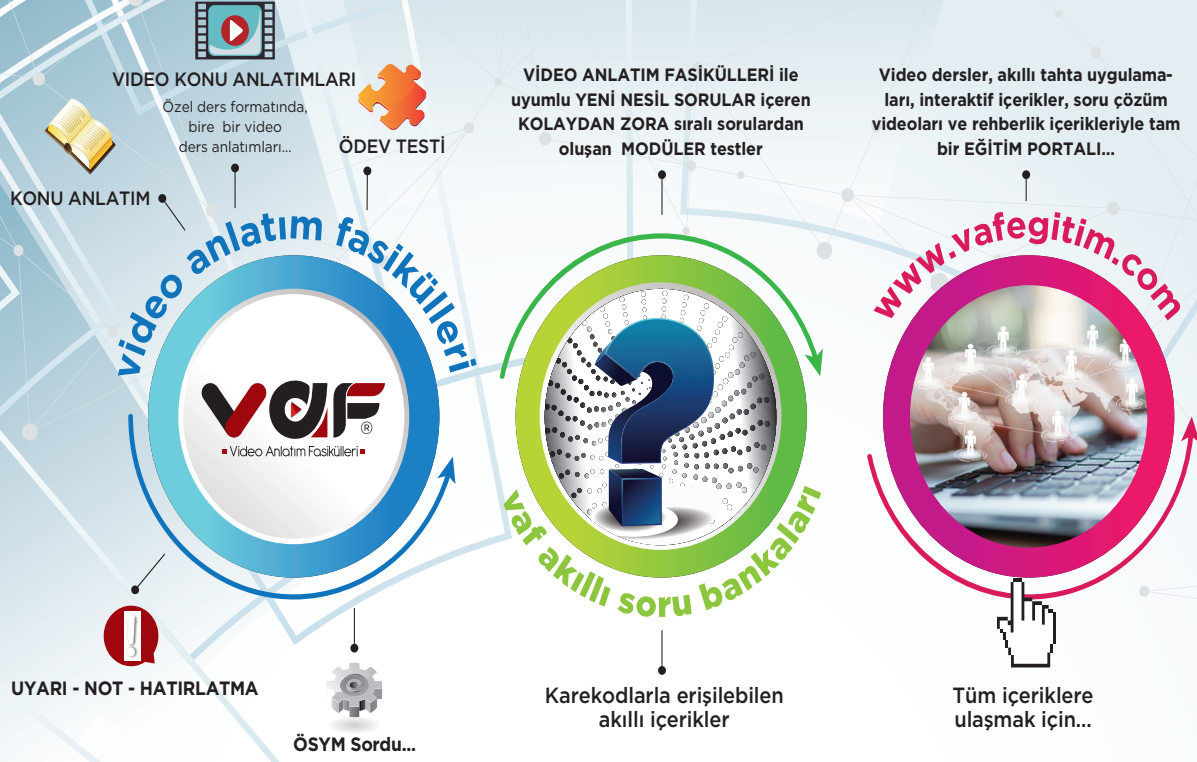 VIDEO KONU ANLATIMLARI
Özel ders formatında,
bire bir video
ders anlatımları...
KONU ANLATIM
ÖDEV TESTİ
video anlatım fasikülleri
vaf
®
Video Anlatım Fasikülleri
UYARI - NOT - HATIRLATMA
ÖSYM Sordu...
VİDEO ANLATIM FASİKÜLLERİ ile
uyumlu YENİ NESİL SORULAR içeren
KOLAYDAN ZORA sıralı sorulardan
oluşan MODÜLER testler
vaf akıllı soru bankaları
Karekodlarla erişilebilen
akıllı içerikler
Video dersler, akıllı tahta uygulama-
ları, interaktif içerikler, soru çözüm
videoları ve rehberlik içerikleriyle tam
bir EĞİTİM PORTALI...
www.vafegitim.com
Tüm içeriklere
ulaşmak için...